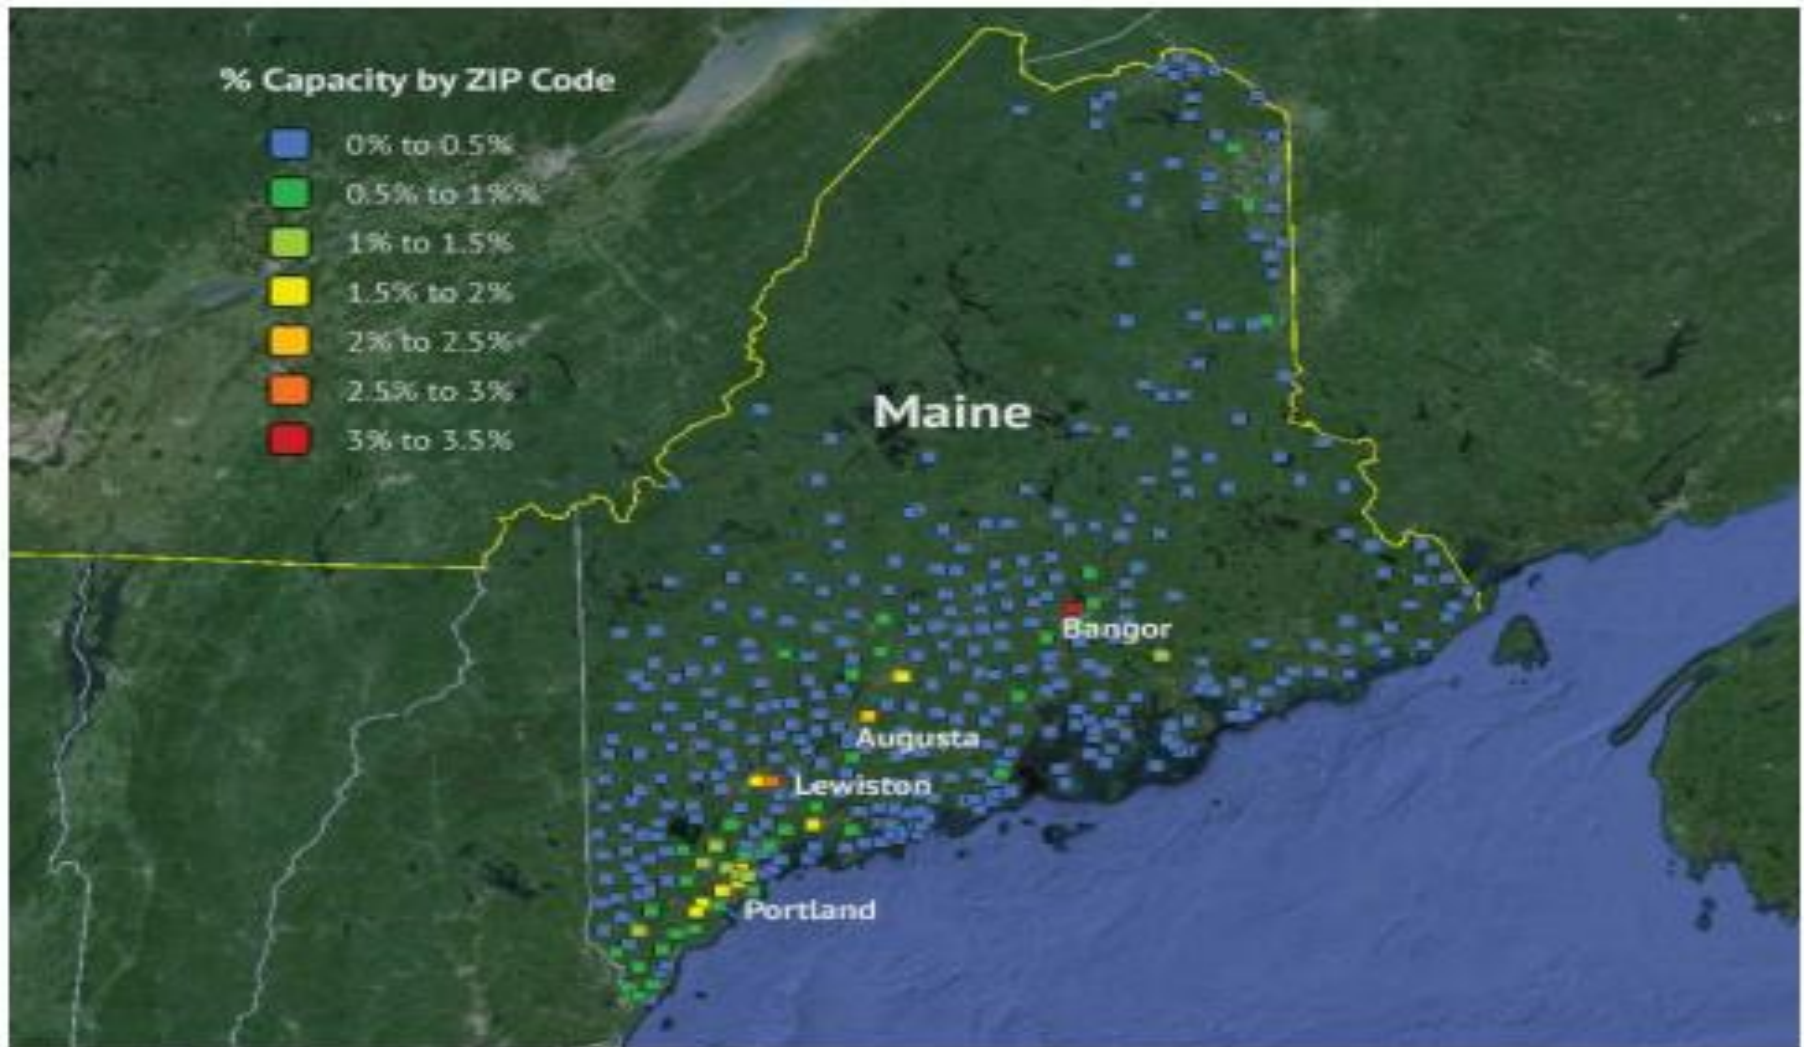 % Capacity by ZIP Code
0% to 0.5%
0.5% to 1%%
1% to 1.5%
1.5% to 2%
2% to 2.5%
2.5% to 3%
3% to 3.5%
Maine
Bangor
Augusta
Lewiston
Portland